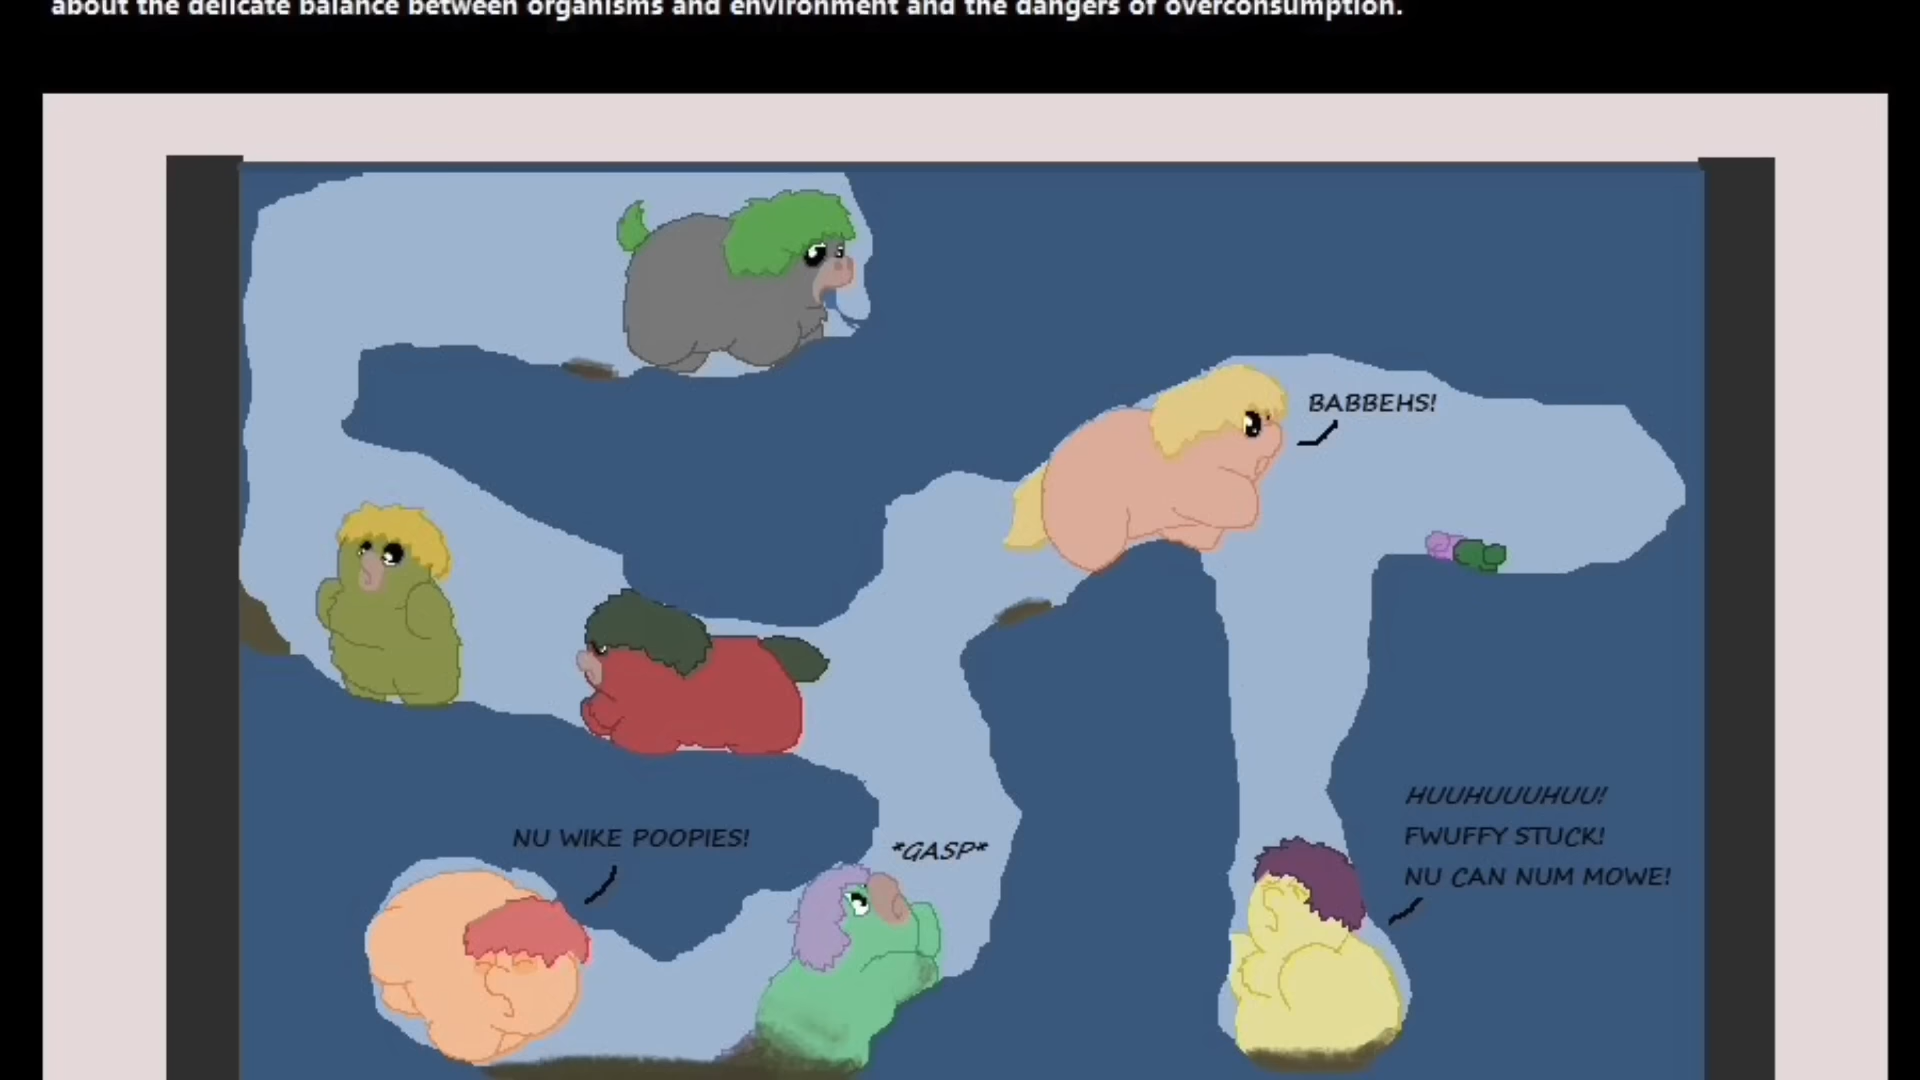 about the delicate balance between organisms and environment and the dangers of overconsumption.
BABBEHS!
NU WIKE POOPIES!
*GASP*
HUUHUUUHUU!
FWUFFY STUCK!
NU CAN NUM MOWE!